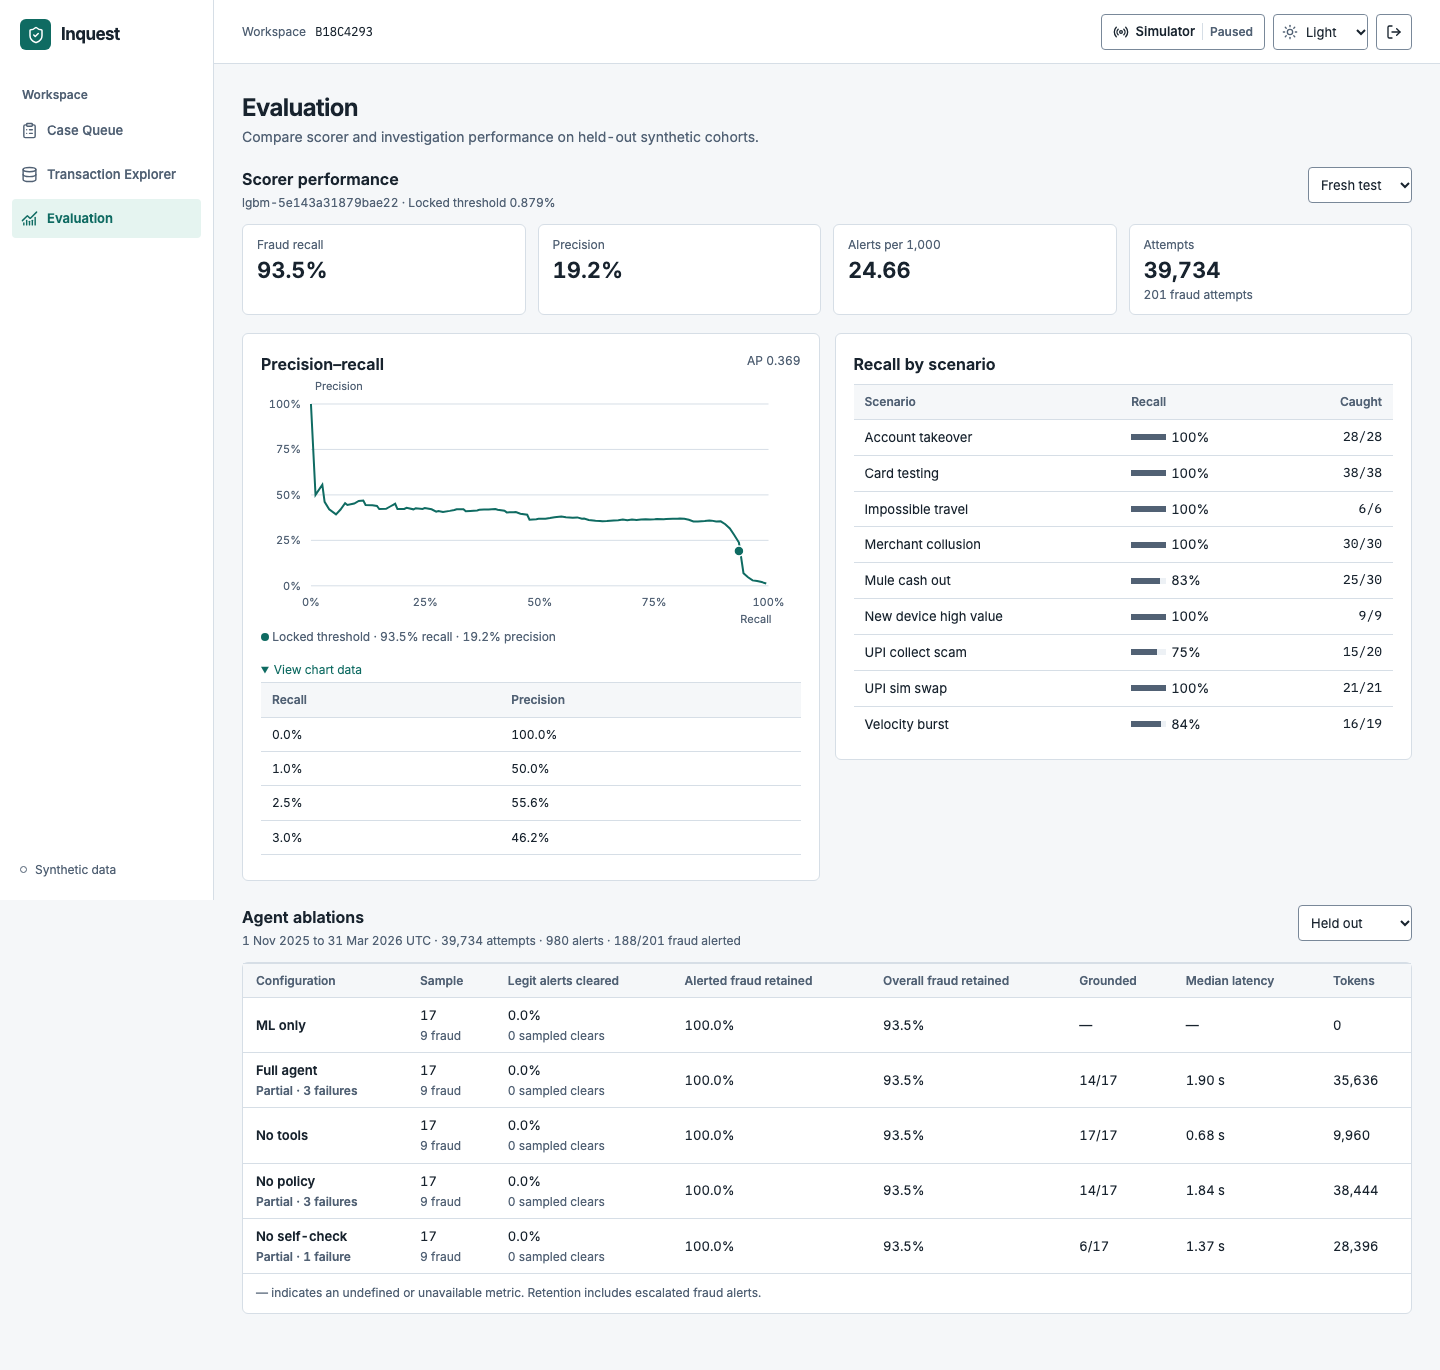 Inquest
Workspace
Case Queue
Transaction Explorer
Evaluation
Synthetic data
Workspace B18C4293
Simulator Paused
Light
Evaluation
Compare scorer and investigation performance on held-out synthetic cohorts.
Scorer performance
lgbm-5e143a31879bae22 · Locked threshold 0.879%
Fresh test
Fraud recall
93.5%
Precision
19.2%
Alerts per 1,000
24.66
Attempts
39,734
201 fraud attempts
Precision–recall
AP 0.369
Precision
100%
75%
50%
25%
0%
0% 25% 50% 75% 100%
Recall
Locked threshold · 93.5% recall · 19.2% precision
▼ View chart data
Recall Precision
0.0% 100.0%
1.0% 50.0%
2.5% 55.6%
3.0% 46.2%
Recall by scenario
Scenario Recall Caught
Account takeover 100% 28/28
Card testing 100% 38/38
Impossible travel 100% 6/6
Merchant collusion 100% 30/30
Mule cash out 83% 25/30
New device high value 100% 9/9
UPI collect scam 75% 15/20
UPI sim swap 100% 21/21
Velocity burst 84% 16/19
Agent ablations
1 Nov 2025 to 31 Mar 2026 UTC · 39,734 attempts · 980 alerts · 188/201 fraud alerted
Held out
Configuration Sample Legit alerts cleared Alerted fraud retained Overall fraud retained Grounded Median latency Tokens
ML only 17 0.0% 100.0% 93.5% — — 0
9 fraud 0 sampled clears
Full agent 17 0.0% 100.0% 93.5% 14/17 1.90 s 35,636
Partial · 3 failures 9 fraud 0 sampled clears
No tools 17 0.0% 100.0% 93.5% 17/17 0.68 s 9,960
9 fraud 0 sampled clears
No policy 17 0.0% 100.0% 93.5% 14/17 1.84 s 38,444
Partial · 3 failures 9 fraud 0 sampled clears
No self-check 17 0.0% 100.0% 93.5% 6/17 1.37 s 28,396
Partial · 1 failure 9 fraud 0 sampled clears
— indicates an undefined or unavailable metric. Retention includes escalated fraud alerts.